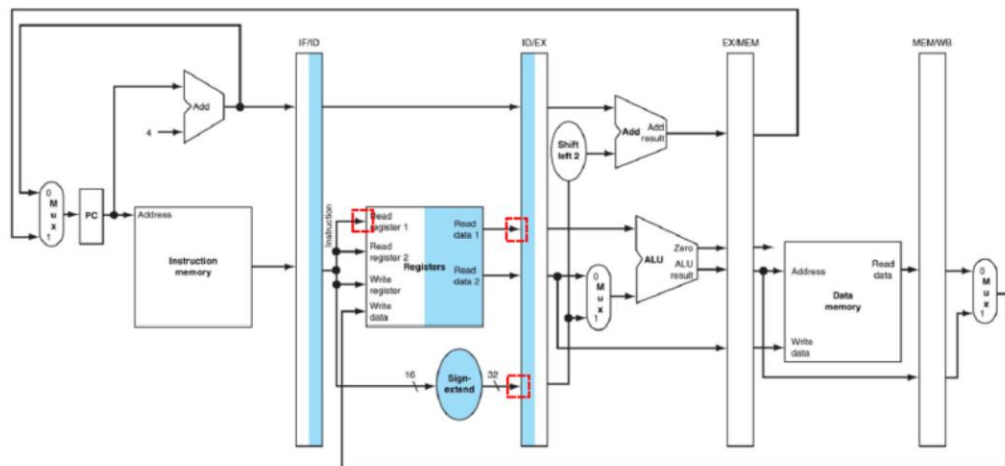 IF/ID
ID/EX
EX/MEM
MEM/WB
Add
4
Add
Add
result
Shift
left 2
0
M
u
x
1
PC
Address
Instruction
memory
Instruction
Read
register 1
Read
register 2
Write
register
Write
data
Registers
Read
data 1
Read
data 2
16
Sign-
extend
32
0
M
u
x
1
Zero
ALU
ALU
result
Address
Write
data
Data
memory
Read
data
0
M
u
x
1